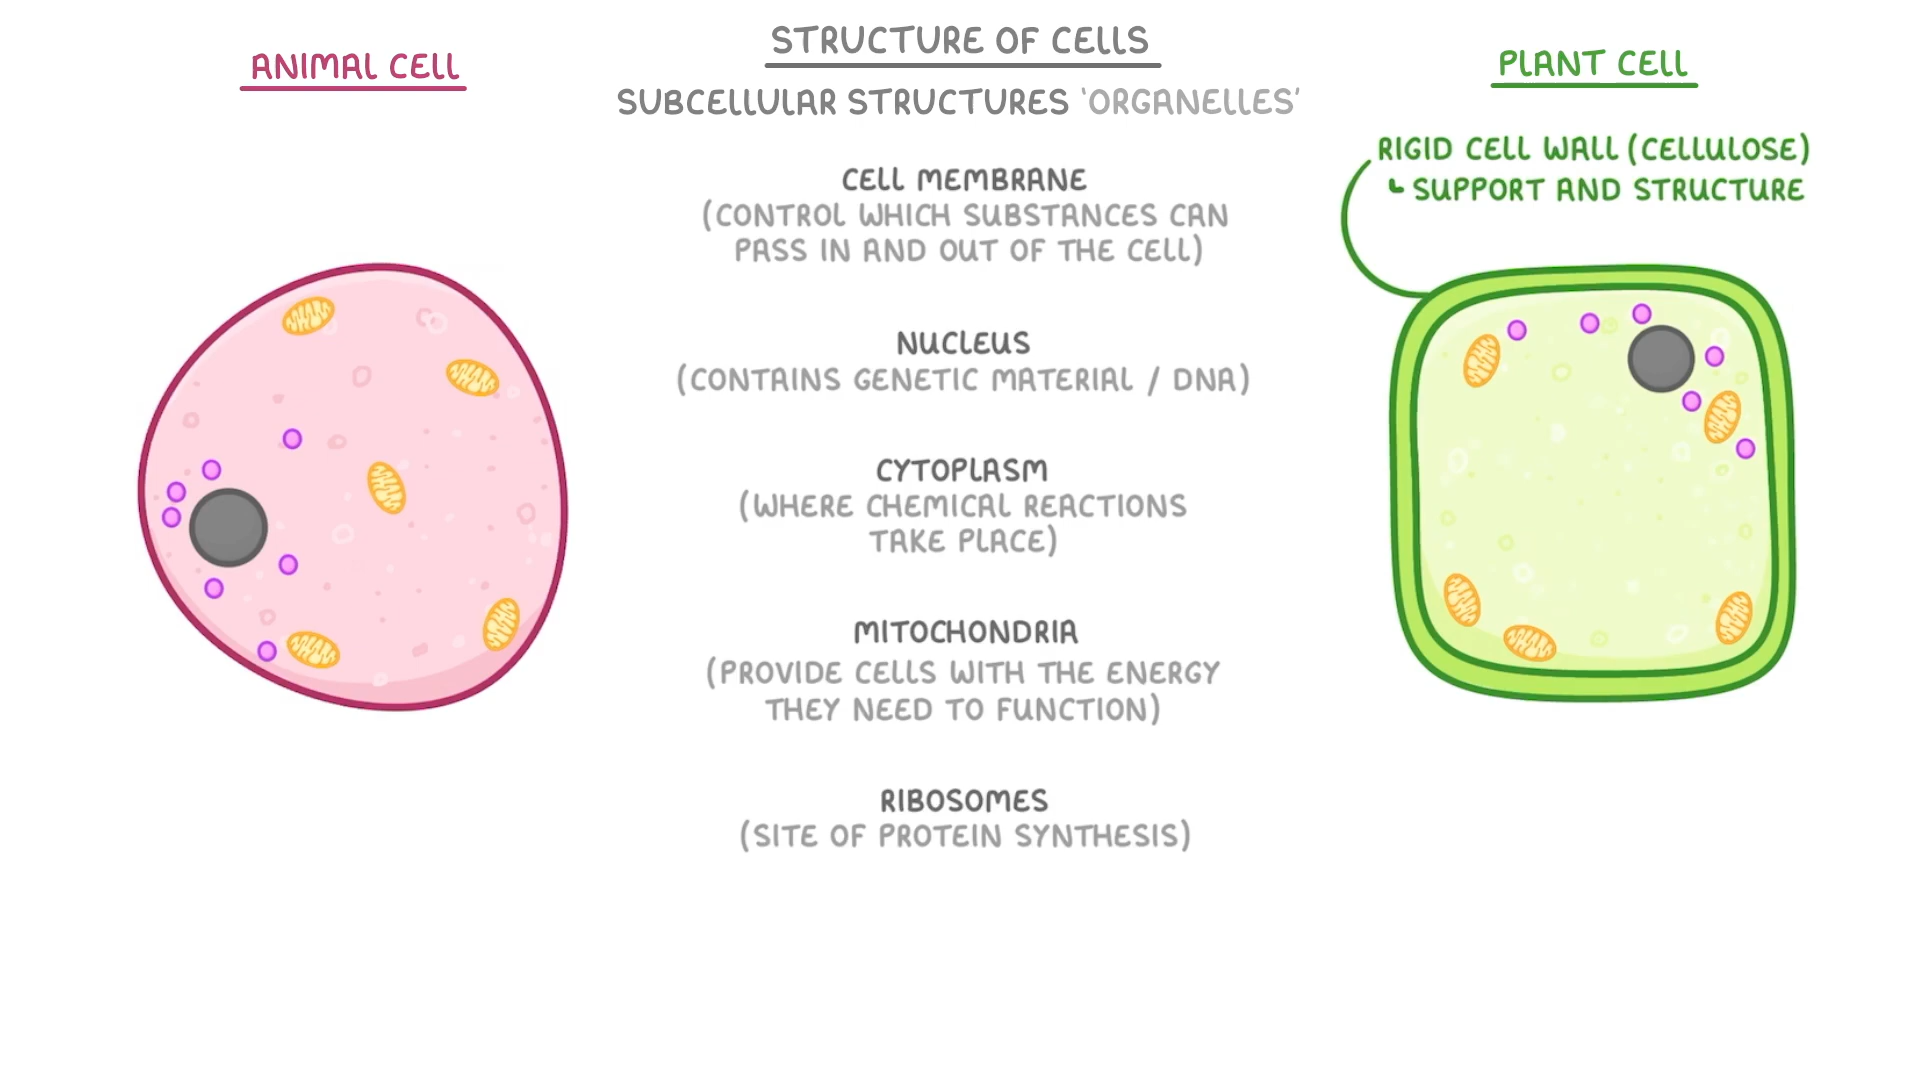 STRUCTURE OF CELLS
SUBCELLULAR STRUCTURES 'ORGANELLES'
ANIMAL CELL
CELL MEMBRANE
(CONTROL WHICH SUBSTANCES CAN
PASS IN AND OUT OF THE CELL)
NUCLEUS
(CONTAINS GENETIC MATERIAL / DNA)
CYTOPLASM
(WHERE CHEMICAL REACTIONS
TAKE PLACE)
MITOCHONDRIA
(PROVIDE CELLS WITH THE ENERGY
THEY NEED TO FUNCTION)
RIBOSOMES
(SITE OF PROTEIN SYNTHESIS)
PLANT CELL
RIGID CELL WALL (CELLULOSE)
SUPPORT AND STRUCTURE